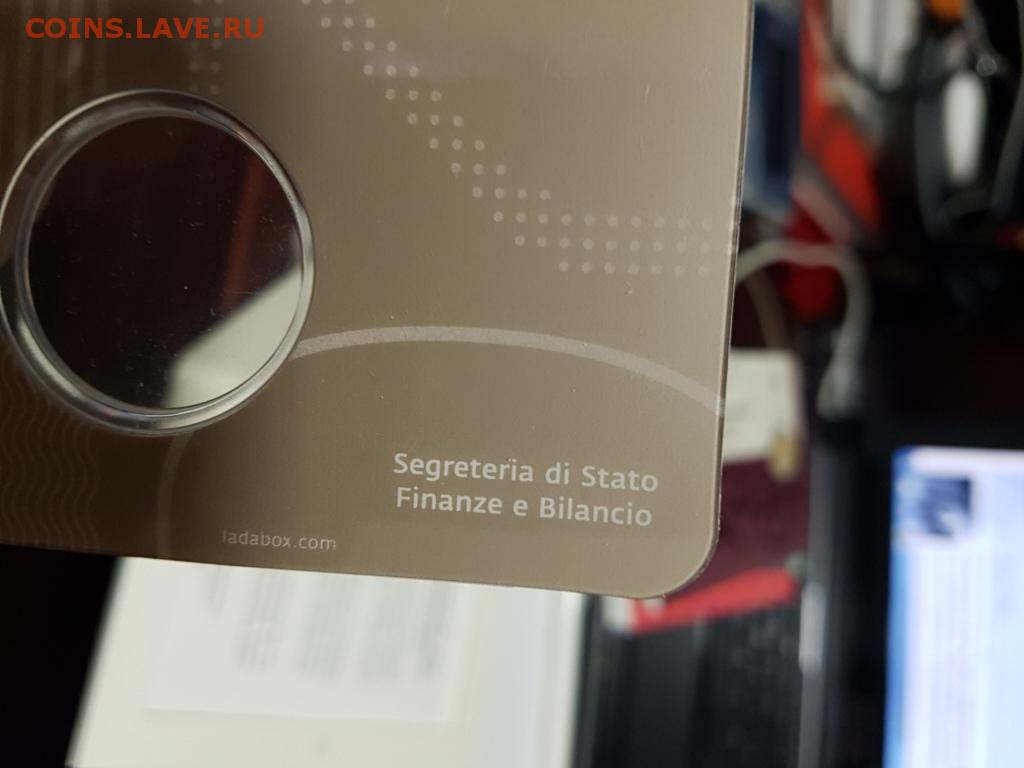 COINS.LAVE.RU
Segreteria di Stato
Finanze e Bilancio
ladabox.com